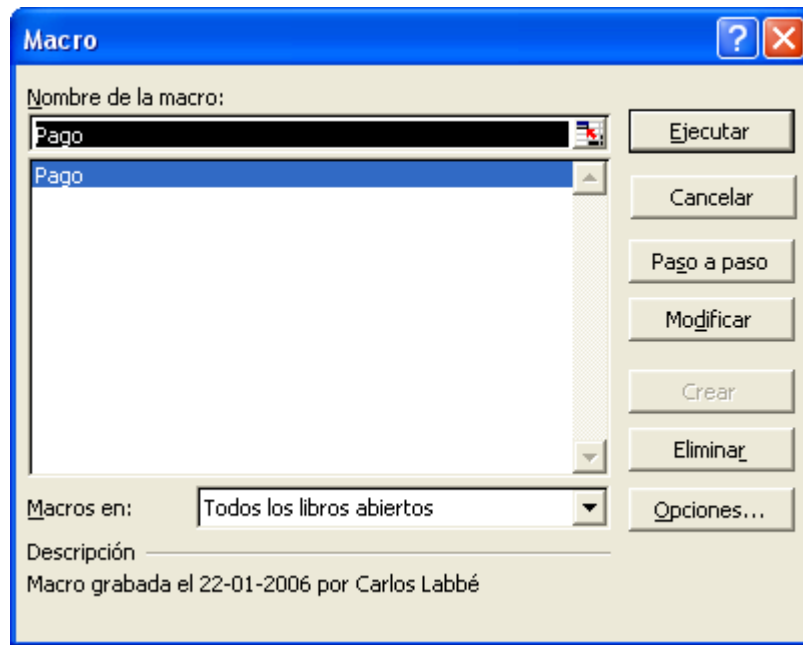 Macro
Nombre de la macro:
Pago
Pago
Ejecutar
Cancelar
Paso a paso
Modificar
Crear
Eliminar
Macros en:
Todos los libros abiertos
Opciones...
Descripción
Macro grabada el 22-01-2006 por Carlos Labbé